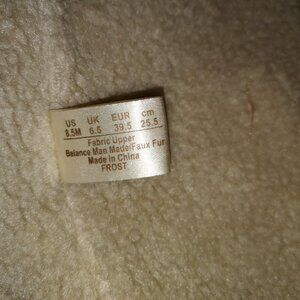 US UK EUR cm
8.5M 6.5 39.5 25.5
Fabric Upper
Balance Man Made/Faux Fur
Made in China
FROST